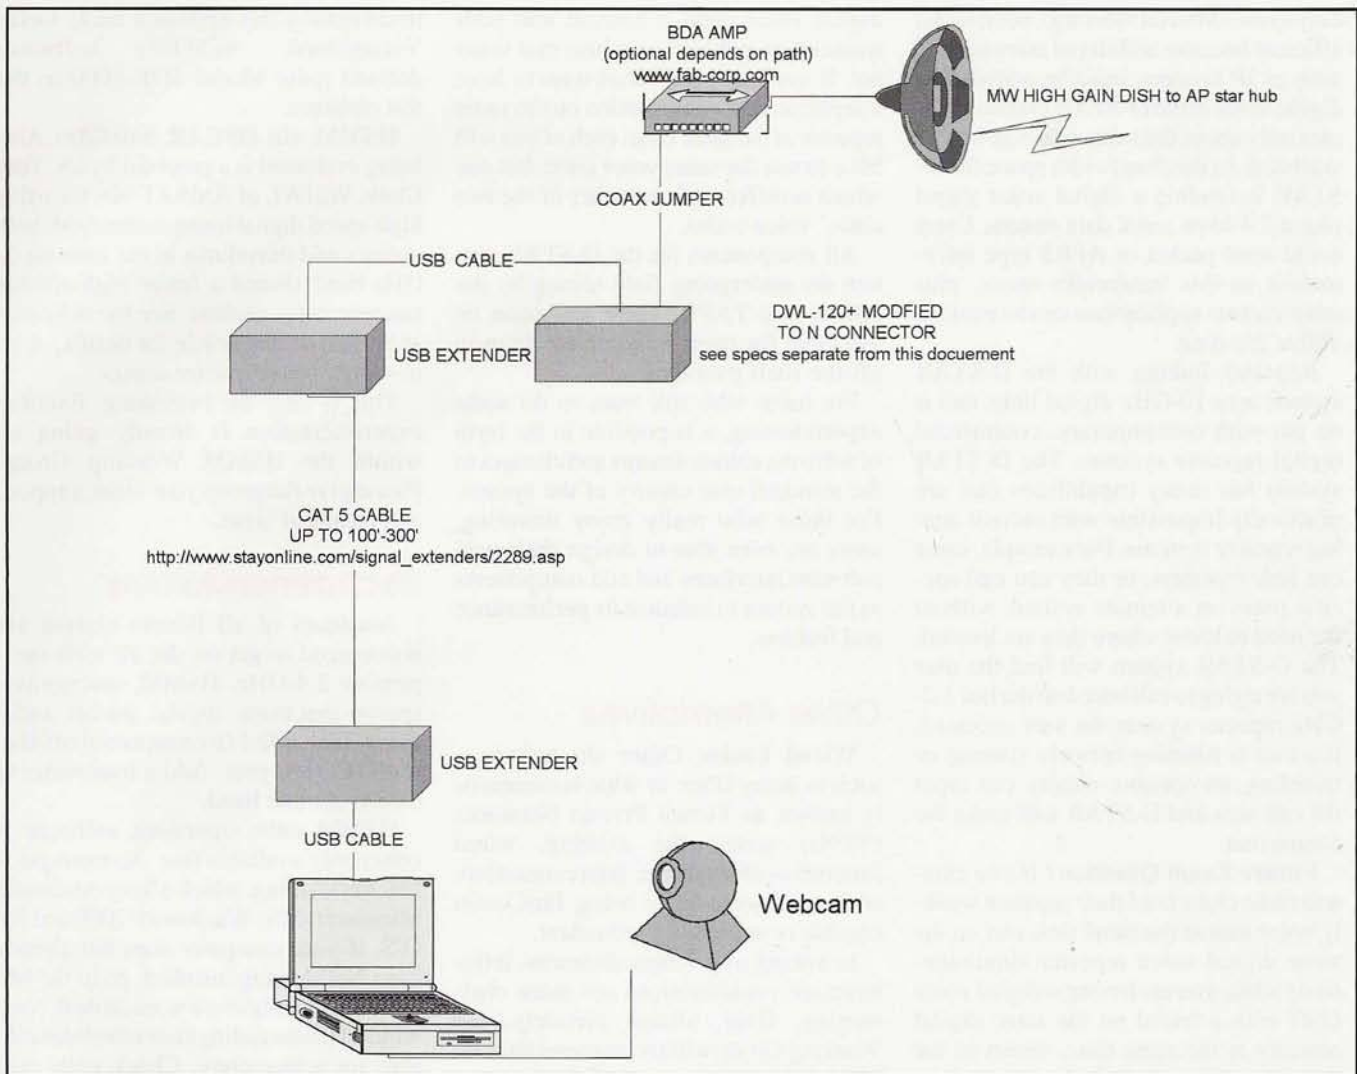 BDA AMP
(optional depends on path)
www.fab-corp.com
MW HIGH GAIN DISH to AP star hub
COAX JUMPER
USB CABLE
DWL-120+ MODFIED
TO N CONNECTOR
see specs separate from this docuement
USB EXTENDER
CAT 5 CABLE
UP TO 100'-300'
http://www.stayonline.com/signal_extenders/2289.asp
USB EXTENDER
USB CABLE
Webcam